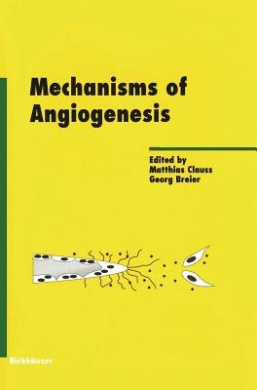 Mechanisms of
Angiogenesis
Edited by
Matthias Clauss
Georg Breier
Birkhäuser